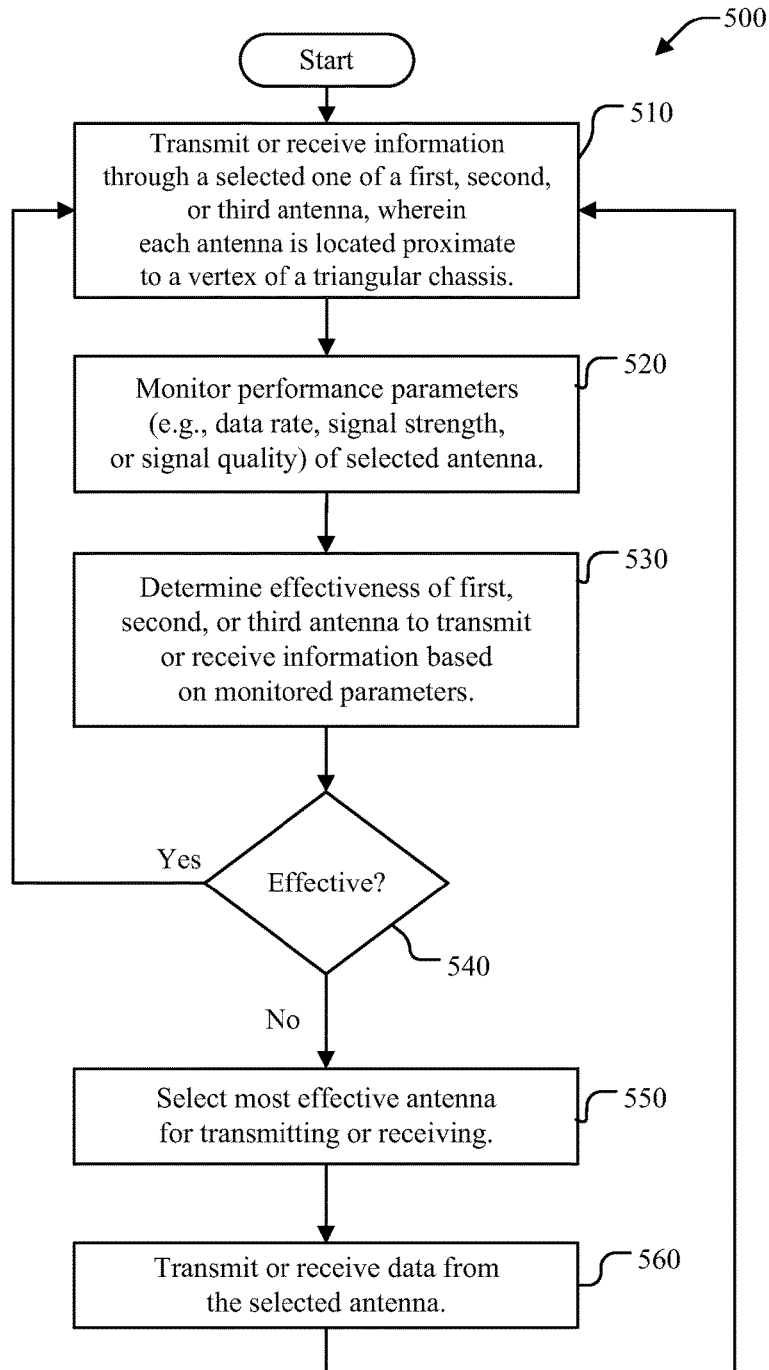 500
Start
510
Transmit or receive information
through a selected one of a first, second,
or third antenna, wherein
each antenna is located proximate
to a vertex of a triangular chassis.
520
Monitor performance parameters
(e.g., data rate, signal strength,
or signal quality) of selected antenna.
530
Determine effectiveness of first,
second, or third antenna to transmit
or receive information based
on monitored parameters.
Yes
Effective?
540
No
550
Select most effective antenna
for transmitting or receiving.
560
Transmit or receive data from
the selected antenna.